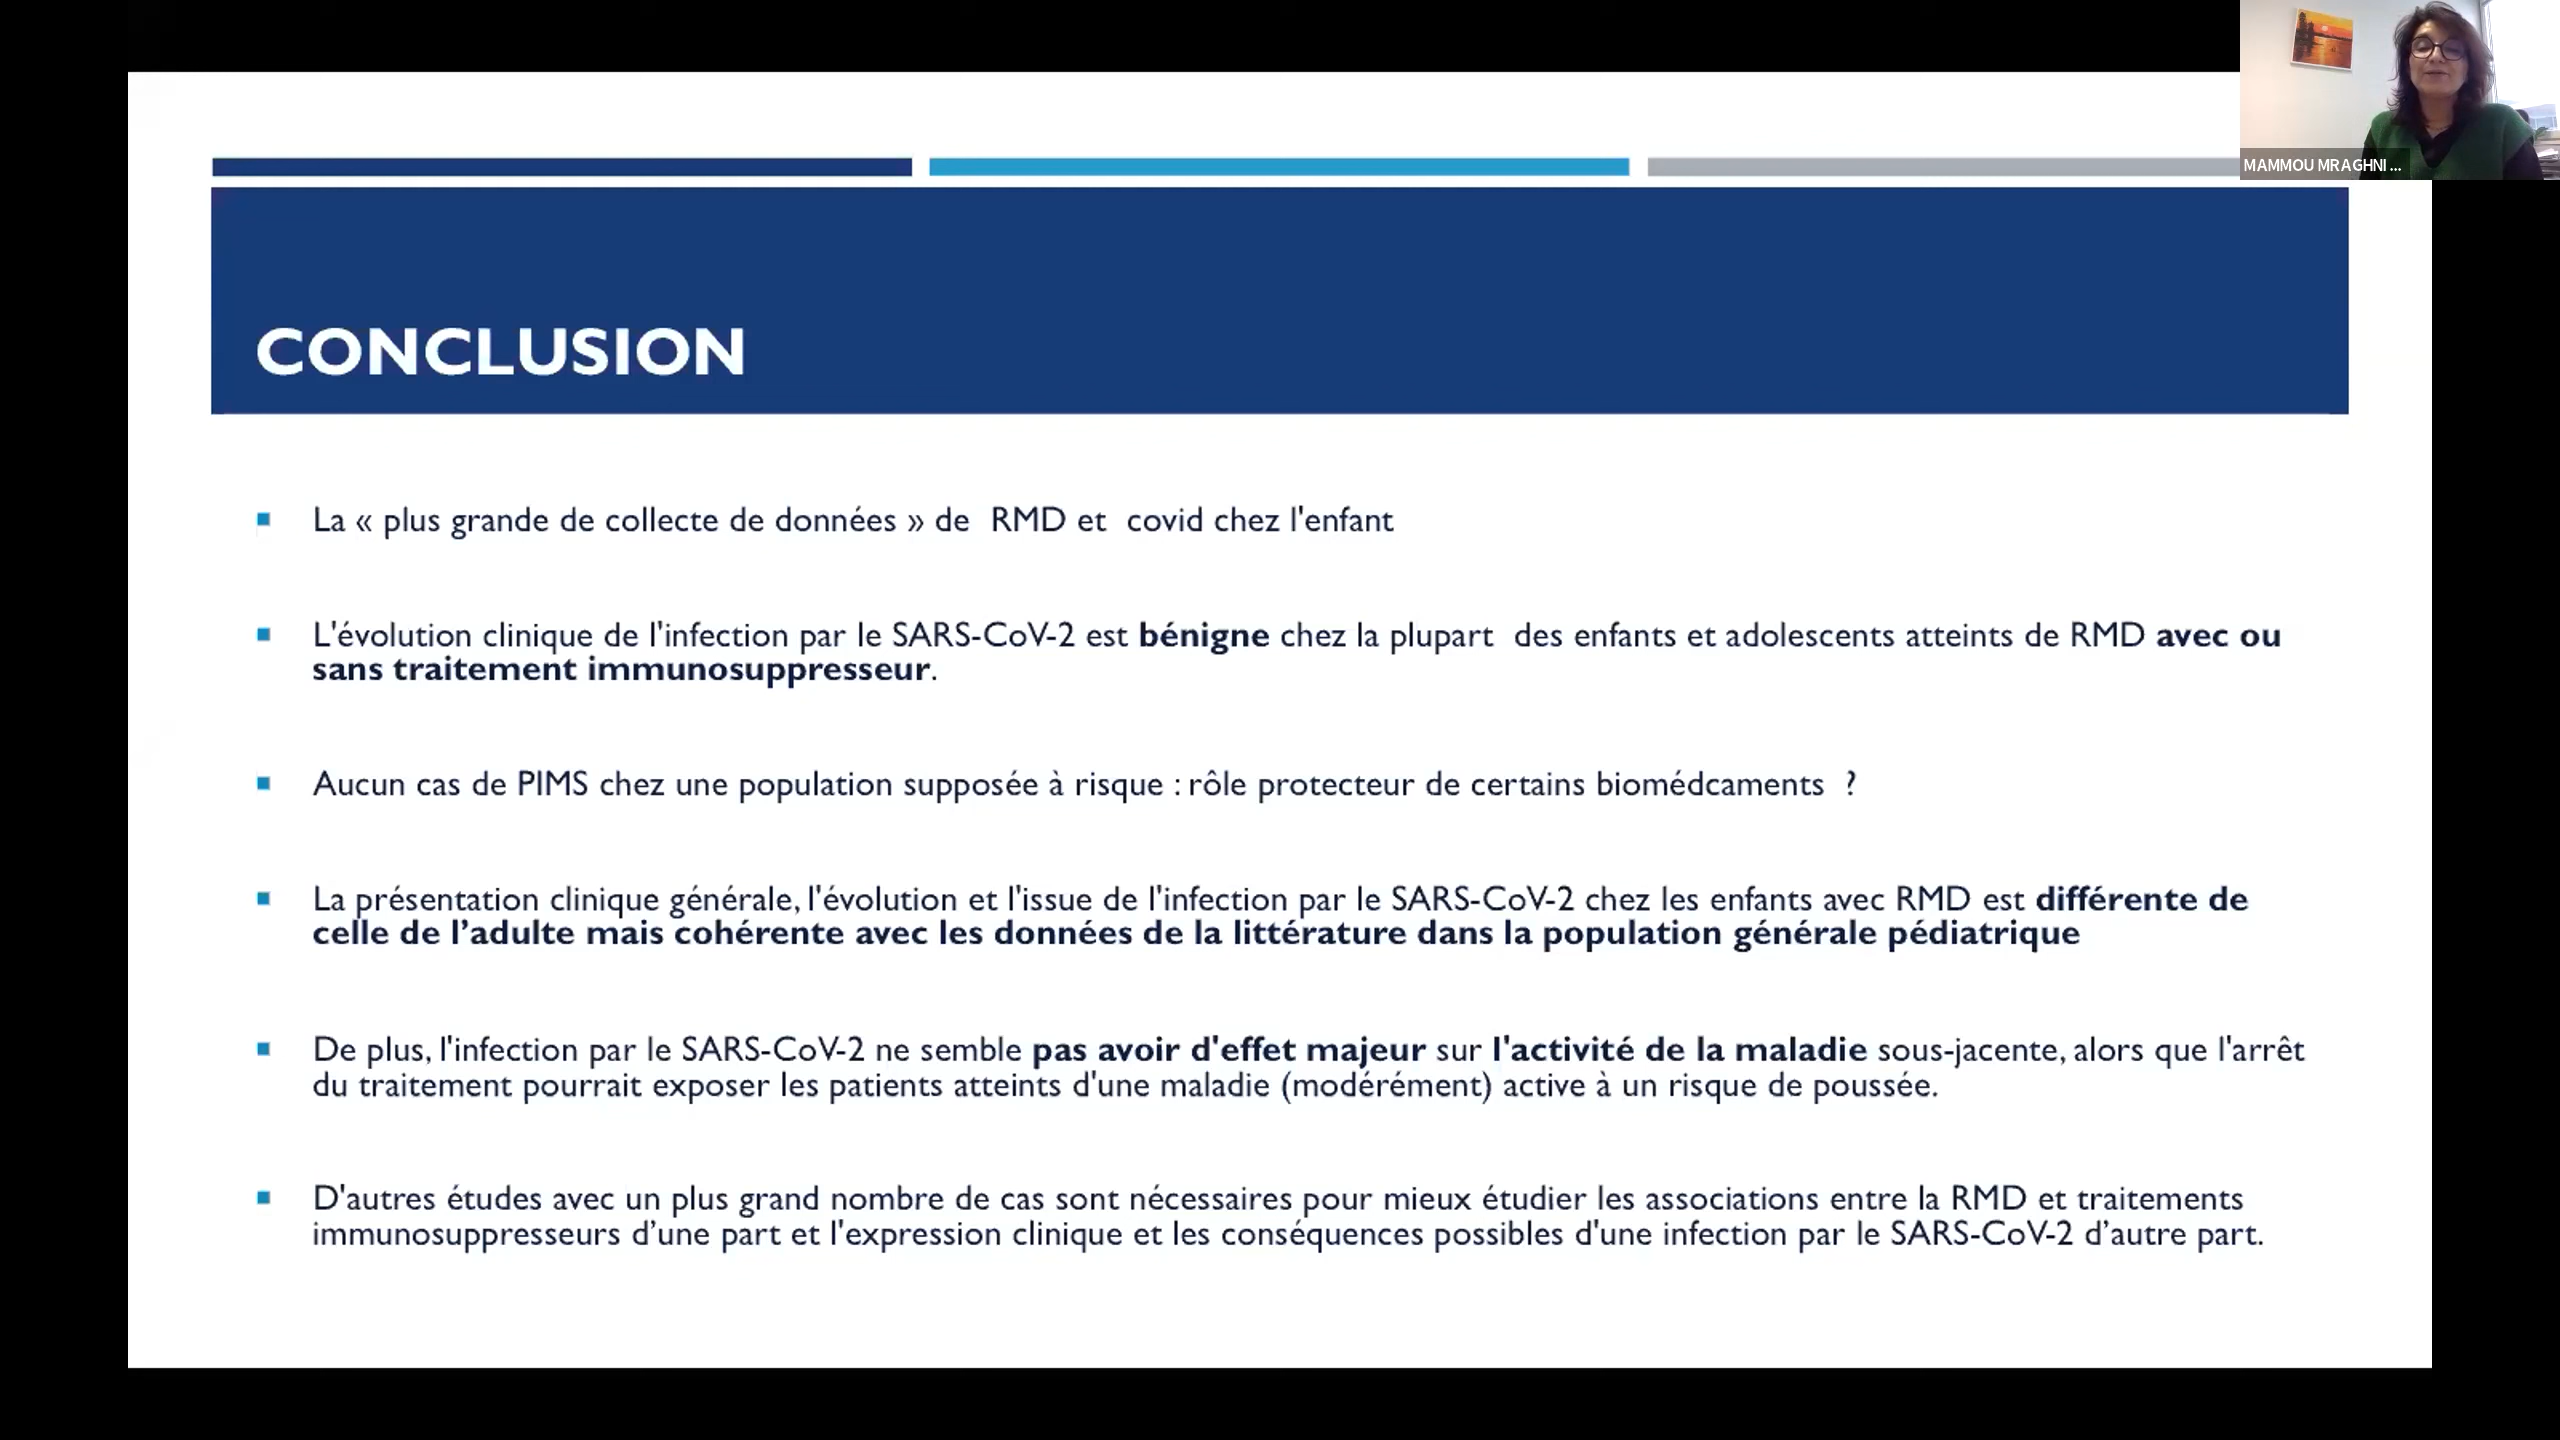 MAMMOU MRAGHNI ...
CONCLUSION
La « plus grande de collecte de données » de RMD et covid chez l'enfant
L'évolution clinique de l'infection par le SARS-CoV-2 est bénigne chez la plupart des enfants et adolescents atteints de RMD avec ou
sans traitement immunosuppresseur.
Aucun cas de PIMS chez une population supposée à risque : rôle protecteur de certains biomédcaments ?
La présentation clinique générale, l'évolution et l'issue de l'infection par le SARS-CoV-2 chez les enfants avec RMD est différente de
celle de l’adulte mais cohérente avec les données de la littérature dans la population générale pédiatrique
De plus, l'infection par le SARS-CoV-2 ne semble pas avoir d'effet majeur sur l'activité de la maladie sous-jacente, alors que l'arrêt
du traitement pourrait exposer les patients atteints d'une maladie (modérément) active à un risque de poussée.
D'autres études avec un plus grand nombre de cas sont nécessaires pour mieux étudier les associations entre la RMD et traitements
immunosuppresseurs d’une part et l'expression clinique et les conséquences possibles d'une infection par le SARS-CoV-2 d’autre part.